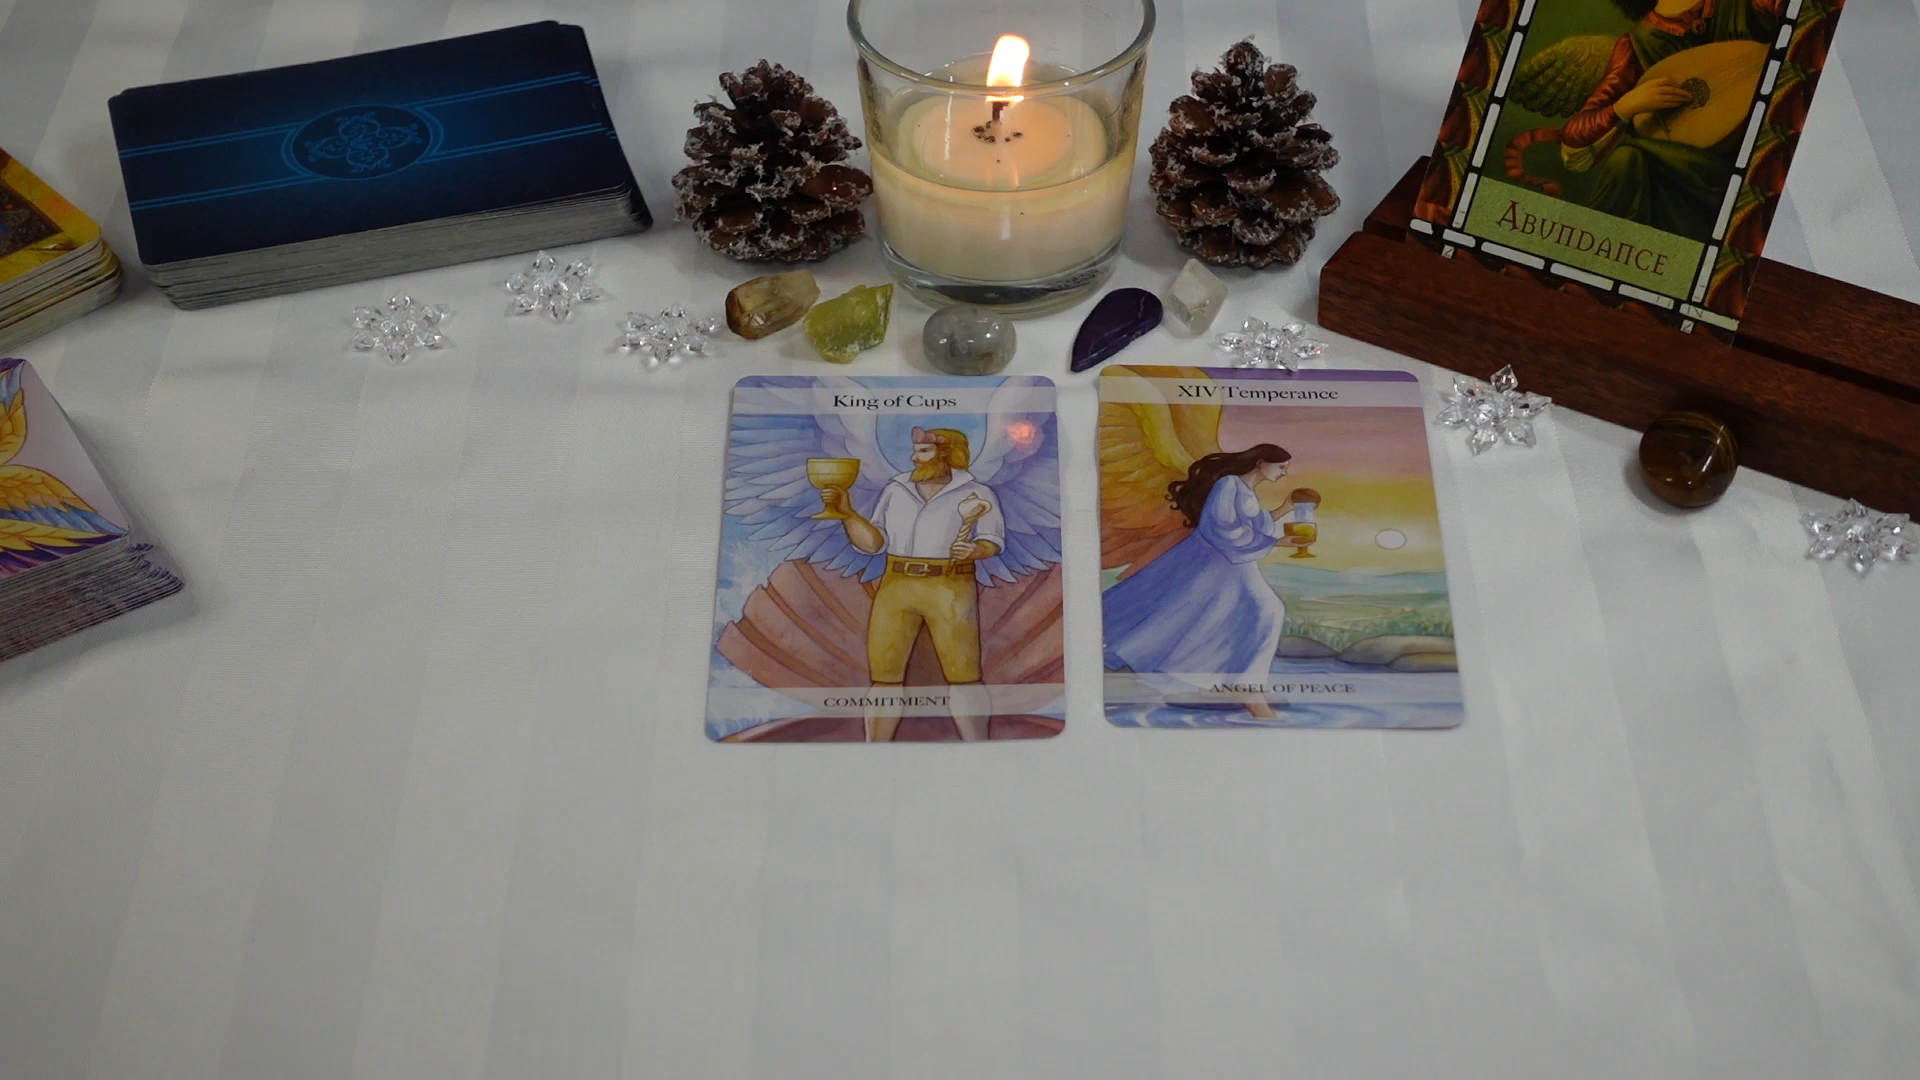 ABUNDANCE
King of Cups
COMMITMENT
XIV Temperance
ANGEL OF PEACE